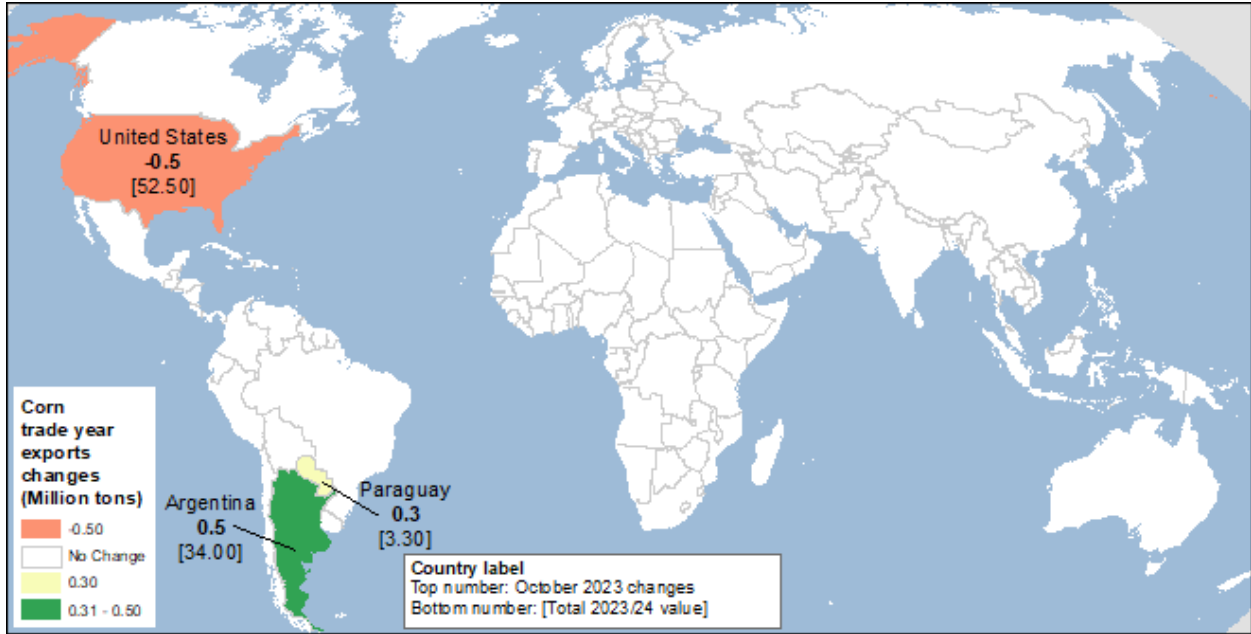 United States
-0.5
[52.50]
Corn
trade year
exports
changes
(Million tons)
-0.50
No Change
0.30
0.31 - 0.50
Argentina
0.5
[34.00]
Paraguay
0.3
[3.30]
Country label
Top number: October 2023 changes
Bottom number: [Total 2023/24 value]